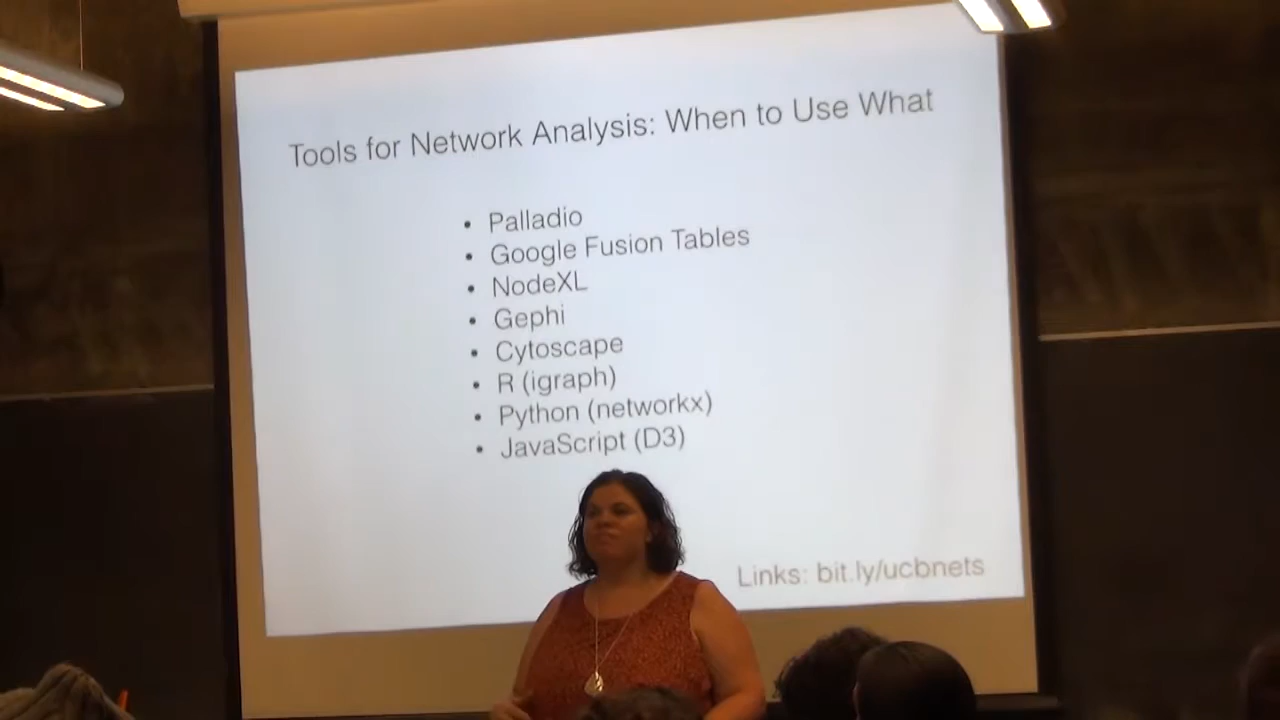 Tools for Network Analysis: When to Use What
• Palladio
• Google Fusion Tables
• NodeXL
• Gephi
• Cytoscape
• R (igraph)
• Python (networkx)
• JavaScript (D3)
Links: bit.ly/ucbnets